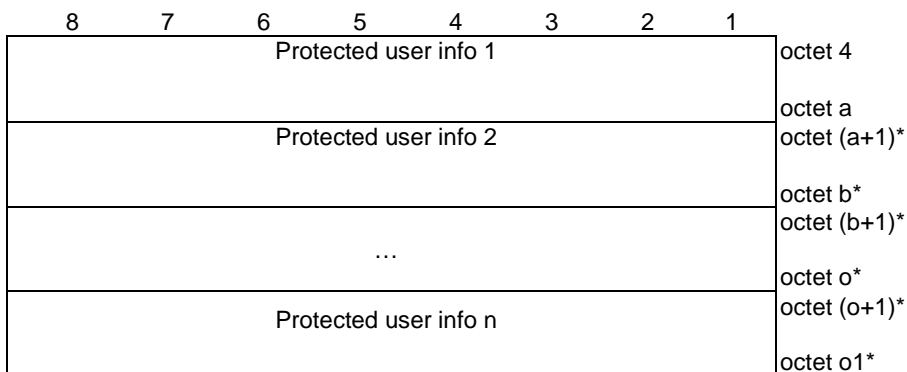 8 7 6 5 4 3 2 1
Protected user info 1 octet 4
octet a
Protected user info 2 octet (a+1)*
octet b*
octet (b+1)*
…
octet o*
octet (o+1)*
Protected user info n
octet o1*